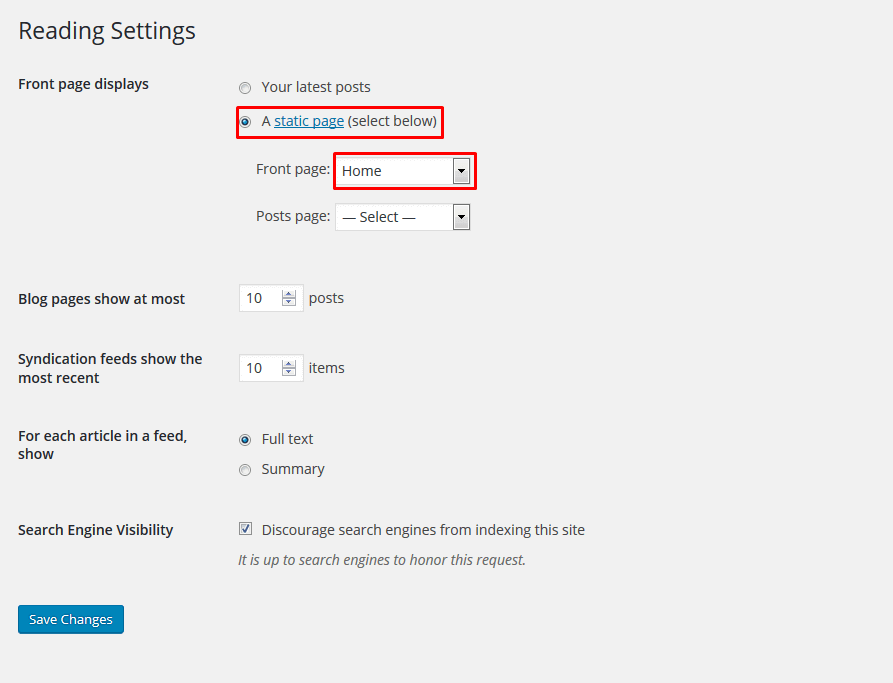 Reading Settings
Front page displays
Your latest posts
A static page (select below)
Front page: Home
Posts page: — Select —
Blog pages show at most
10 posts
Syndication feeds show the
most recent
10 items
For each article in a feed,
show
Full text
Summary
Search Engine Visibility
Discourage search engines from indexing this site
It is up to search engines to honor this request.
Save Changes